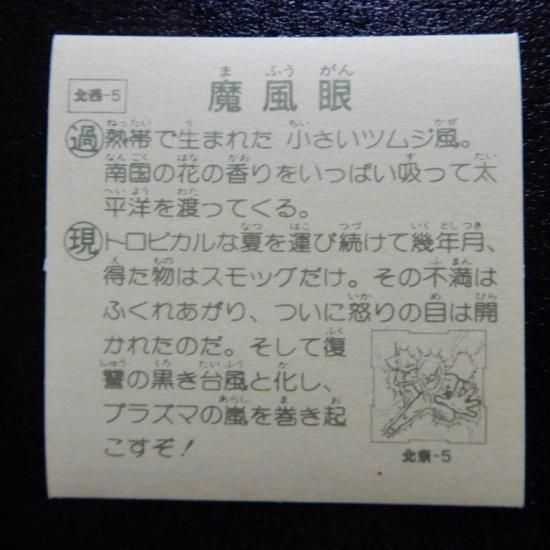 北西-5
魔風眼
まふうがん
過 熱帯で生まれた 小さいツムジ風。
南国の花の香りをいっぱい吸って太
平洋を渡ってくる。
現 トロピカルな夏を運び続けて幾年月、
得た物はスモッグだけ。その不満は
ふくれあがり、ついに怒りの目は開
かれたのだ。そして復
讐の黒き台風と化し、
プラズマの嵐を巻き起
こすぞ!
北東-5